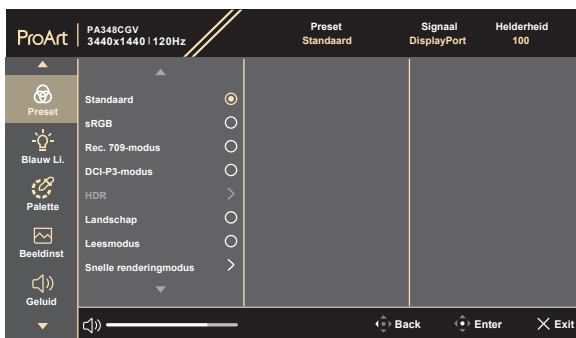 ProArt
PA348CGV
3440x1440 | 120Hz
Preset
Standaard
Signaal
DisplayPort
Helderheid
100
Preset
Blauw Li.
Palette
Beeldinst
Geluid
Standaard
sRGB
Rec. 709-modus
DCI-P3-modus
HDR
Landschap
Leesmodus
Snelle renderingmodus
Back
Enter
Exit